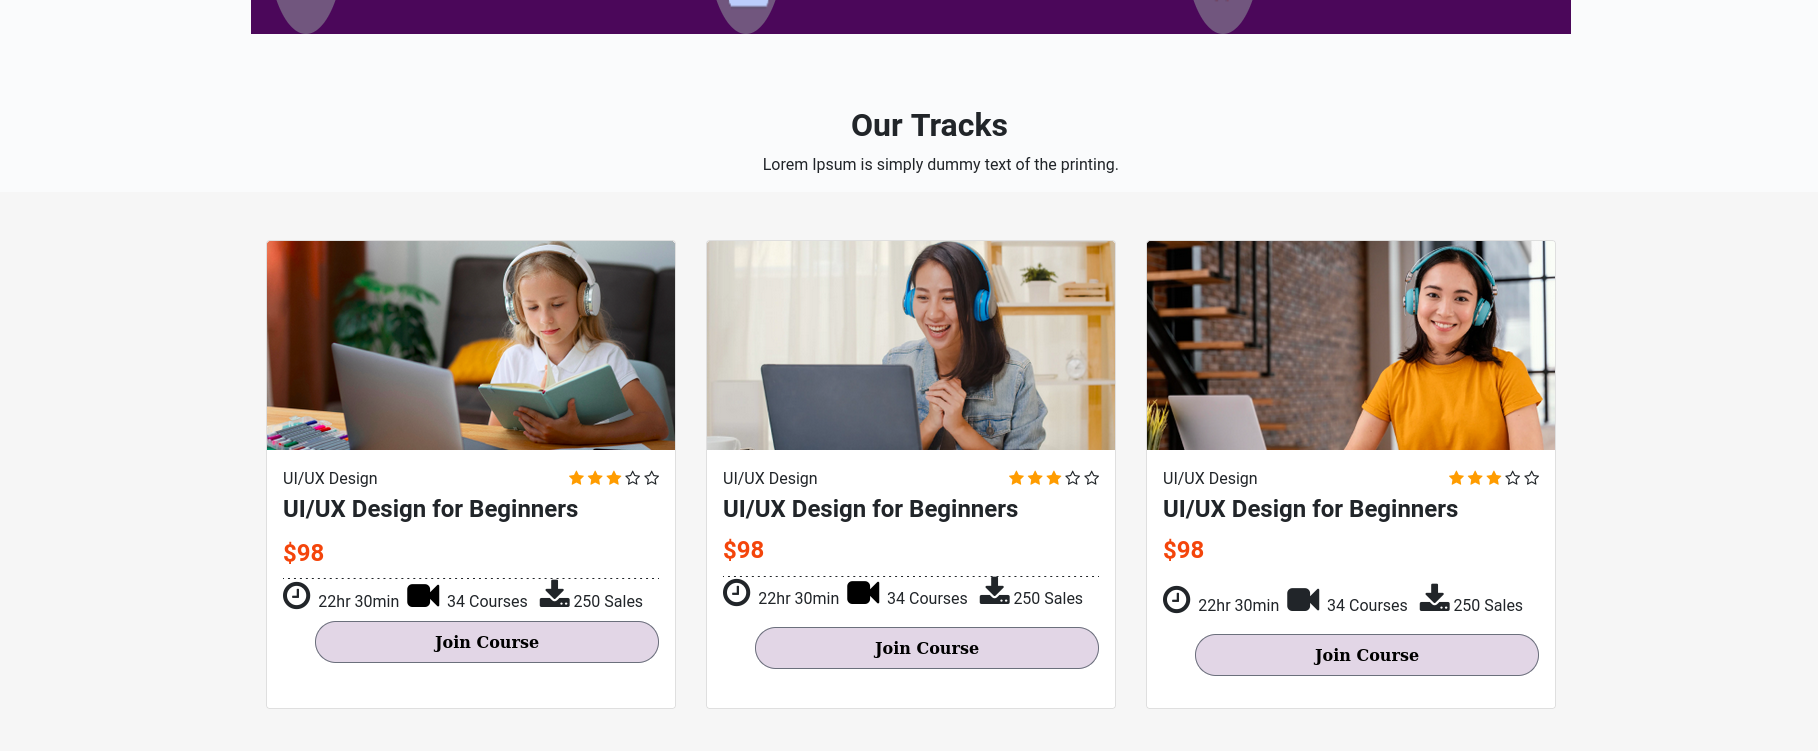 Our Tracks
Lorem Ipsum is simply dummy text of the printing.
UI/UX Design
UI/UX Design for Beginners
$98
22hr 30min 34 Courses 250 Sales
Join Course
UI/UX Design
UI/UX Design for Beginners
$98
22hr 30min 34 Courses 250 Sales
Join Course
UI/UX Design
UI/UX Design for Beginners
$98
22hr 30min 34 Courses 250 Sales
Join Course